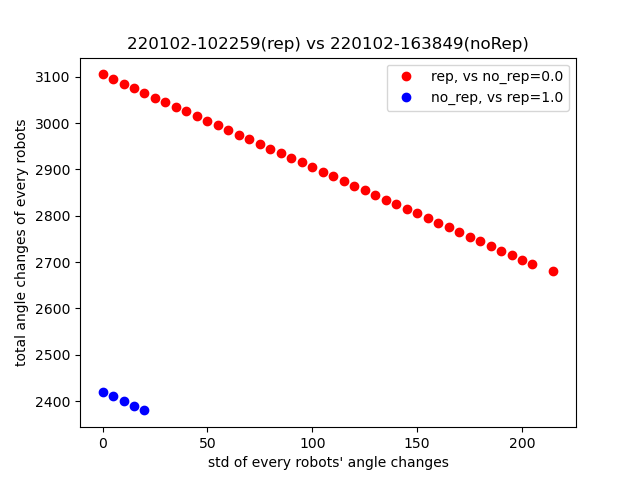 220102-102259(rep) vs 220102-163849(noRep)
rep, vs no_rep=0.0
no_rep, vs rep=1.0
total angle changes of every robots
3100
3000
2900
2800
2700
2600
2500
2400
0 50 100 150 200
std of every robots' angle changes